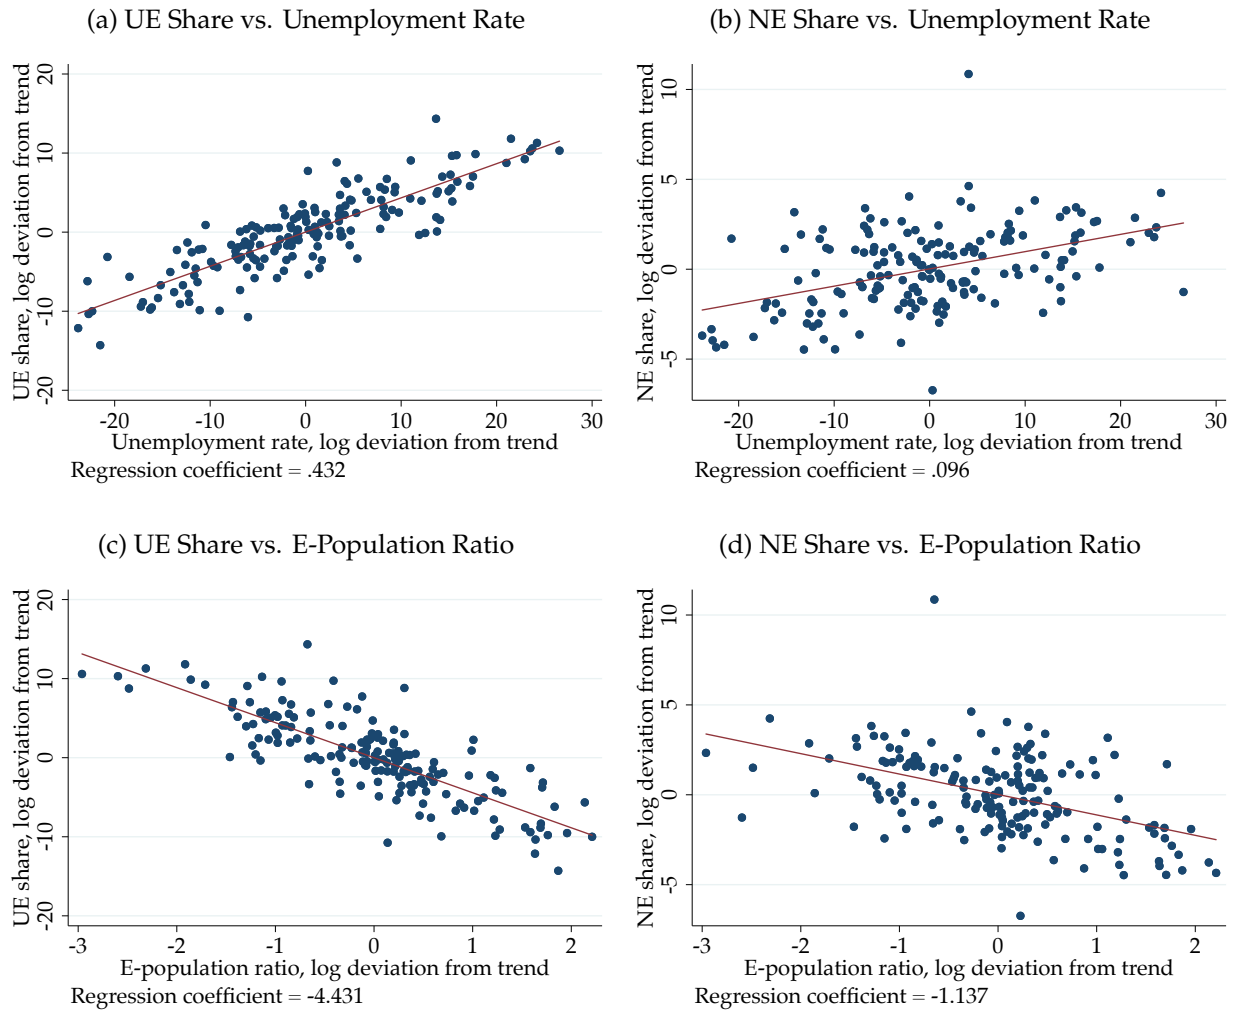 (a) UE Share vs. Unemployment Rate
UE share, log deviation from trend
20
10
0
-10
-20
-20 -10 0 10 20 30
Unemployment rate, log deviation from trend
Regression coefficient = .432
(b) NE Share vs. Unemployment Rate
NE share, log deviation from trend
10
5
0
-5
-20 -10 0 10 20 30
Unemployment rate, log deviation from trend
Regression coefficient = .096
(c) UE Share vs. E-Population Ratio
UE share, log deviation from trend
20
10
0
-10
-20
-3 -2 -1 0 1 2
E-population ratio, log deviation from trend
Regression coefficient = -4.431
(d) NE Share vs. E-Population Ratio
NE share, log deviation from trend
10
5
0
-5
-3 -2 -1 0 1 2
E-population ratio, log deviation from trend
Regression coefficient = -1.137